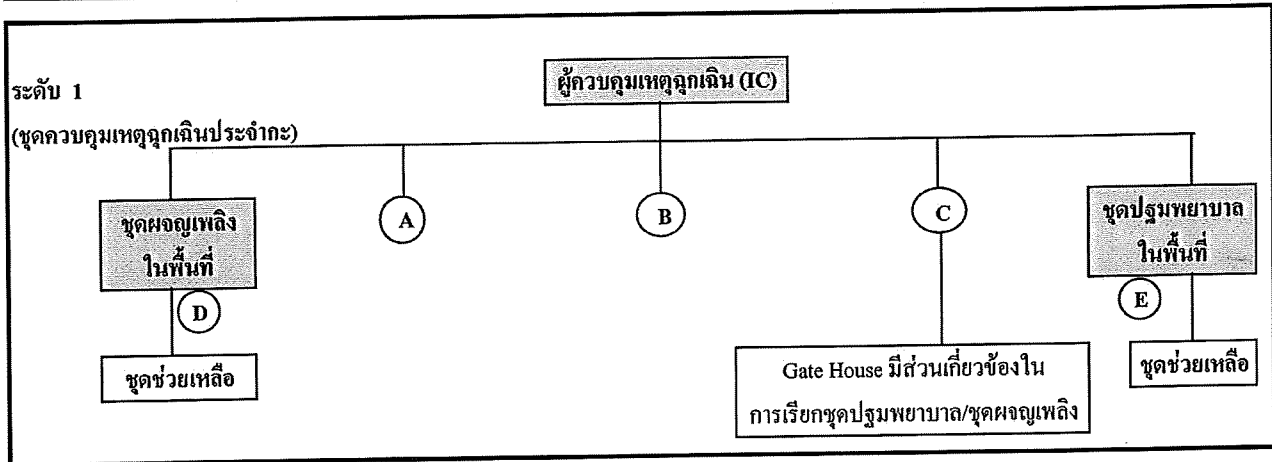 ระดับ 1
(ชุดควบคุมเหตุฉุกเฉินประจำกะ)
ผู้ควบคุมเหตุฉุกเฉิน (IC)
ชุดผจญเพลิง
ในพื้นที่
A
B
C
ชุดปฐมพยาบาล
ในพื้นที่
D
E
ชุดช่วยเหลือ
Gate House มีส่วนเกี่ยวข้องใน
การเรียกชุดปฐมพยาบาล/ชุดผจญเพลิง
ชุดช่วยเหลือ